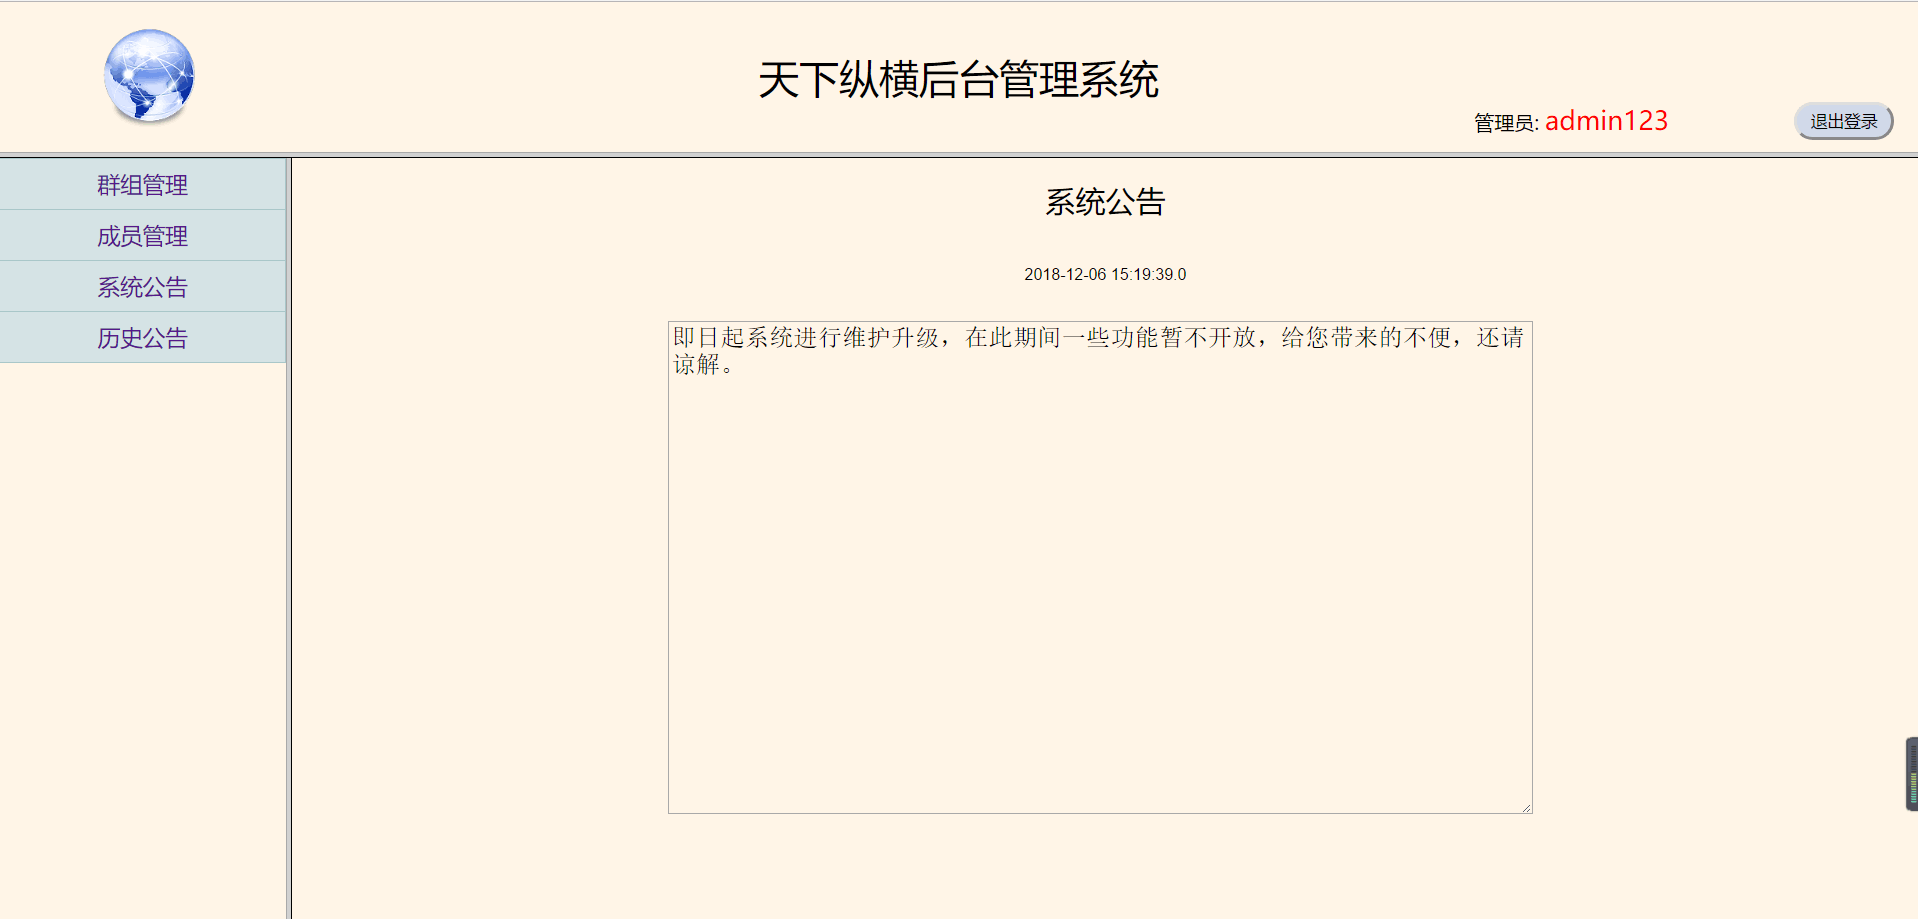 天下纵横后台管理系统
管理员: admin123
退出登录
群组管理
成员管理
系统公告
历史公告
系统公告
2018-12-06 15:19:39.0
即日起系统进行维护升级，在此期间一些功能暂不开放，给您带来的不便，还请
谅解。